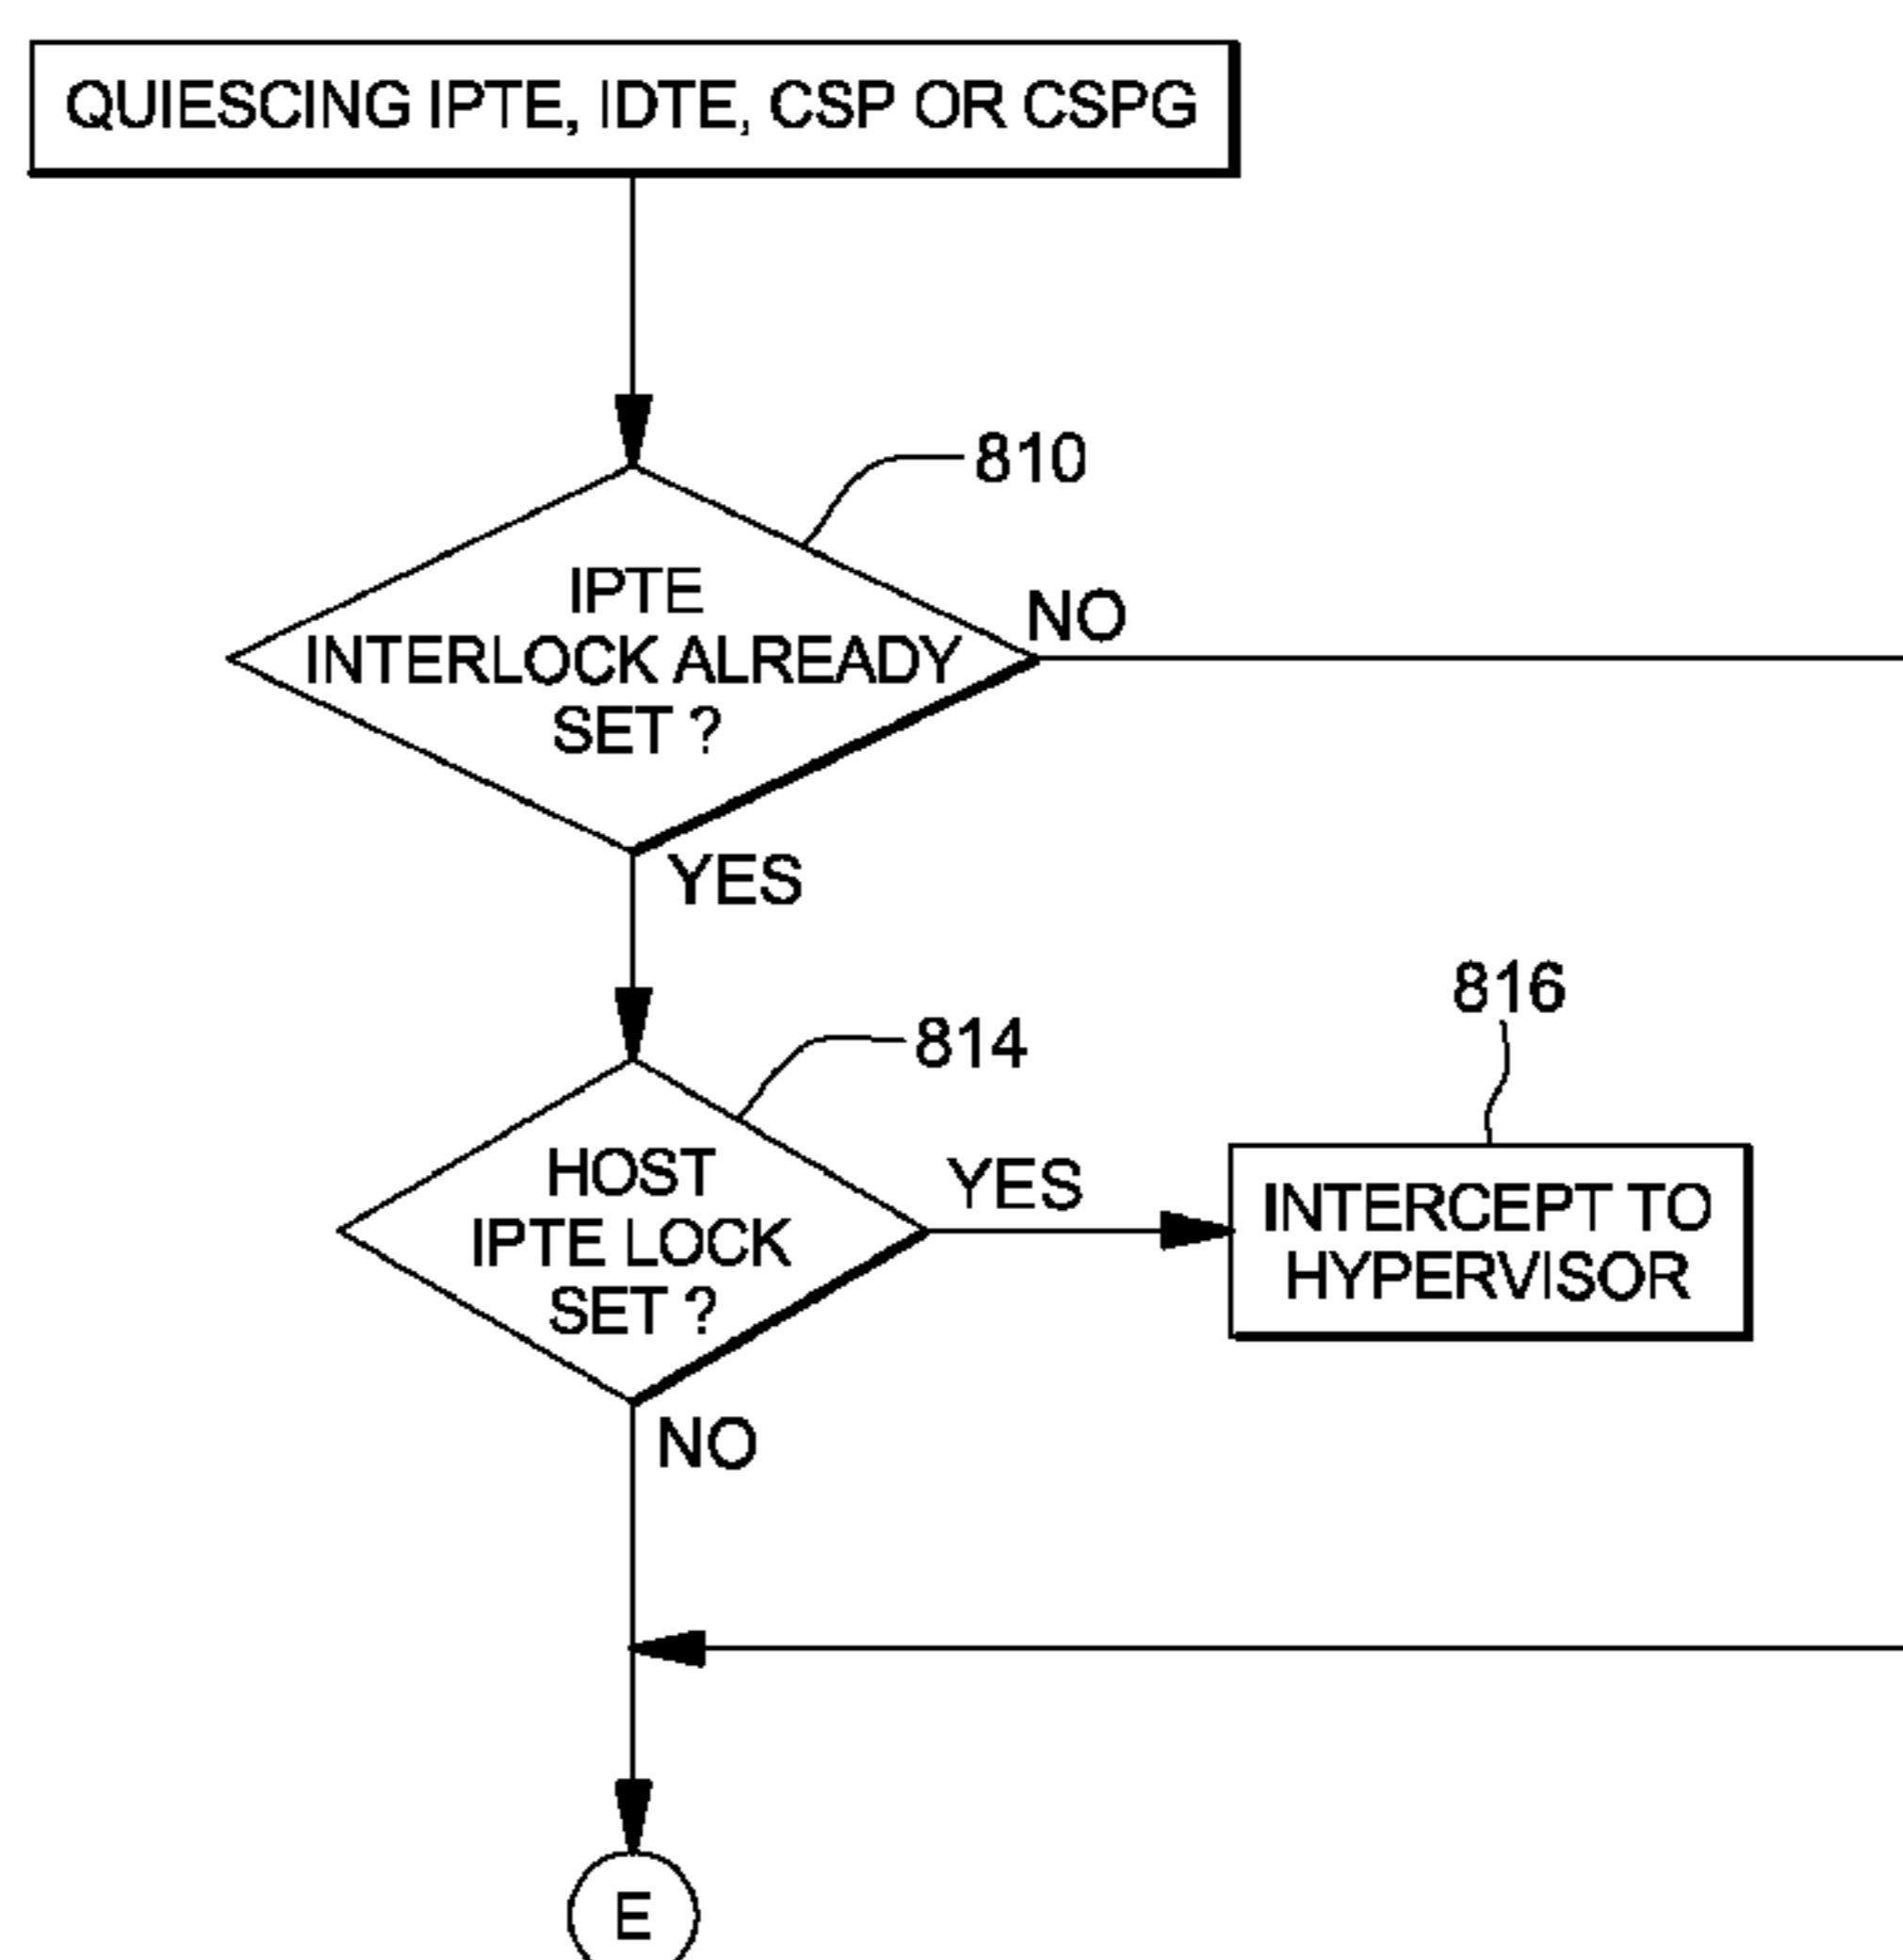 QUIESCING IPTE, IDTE, CSP OR CSPG
810
IPTE
INTERLOCK ALREADY
SET ?
NO
YES
814
HOST
IPTE LOCK
SET ?
YES
816
INTERCEPT TO
HYPERVISOR
NO
E